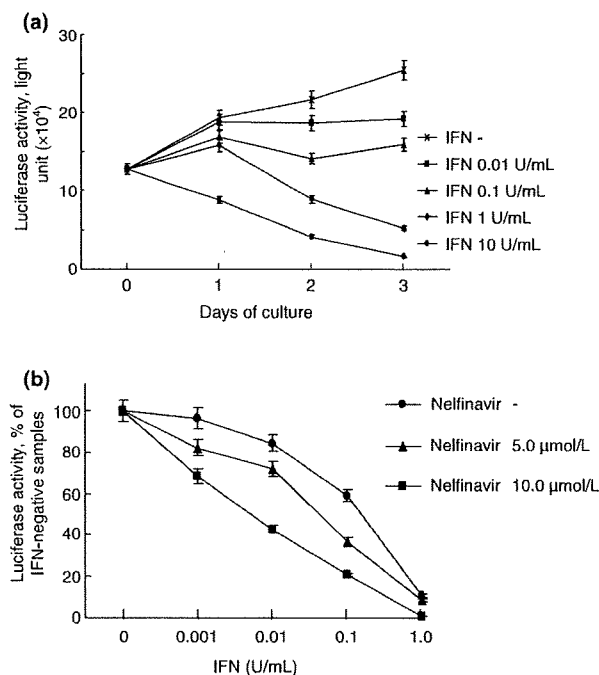 (a)
Luciferase activity, light
unit (×10⁴)
30
20
10
0
0 1 2 3
Days of culture
IFN -
IFN 0.01 U/mL
IFN 0.1 U/mL
IFN 1 U/mL
IFN 10 U/mL
(b)
Luciferase activity, % of
IFN-negative samples
100
80
60
40
20
0
0 0.001 0.01 0.1 1.0
IFN (U/mL)
Nelfinavir -
Nelfinavir 5.0 µmol/L
Nelfinavir 10.0 µmol/L